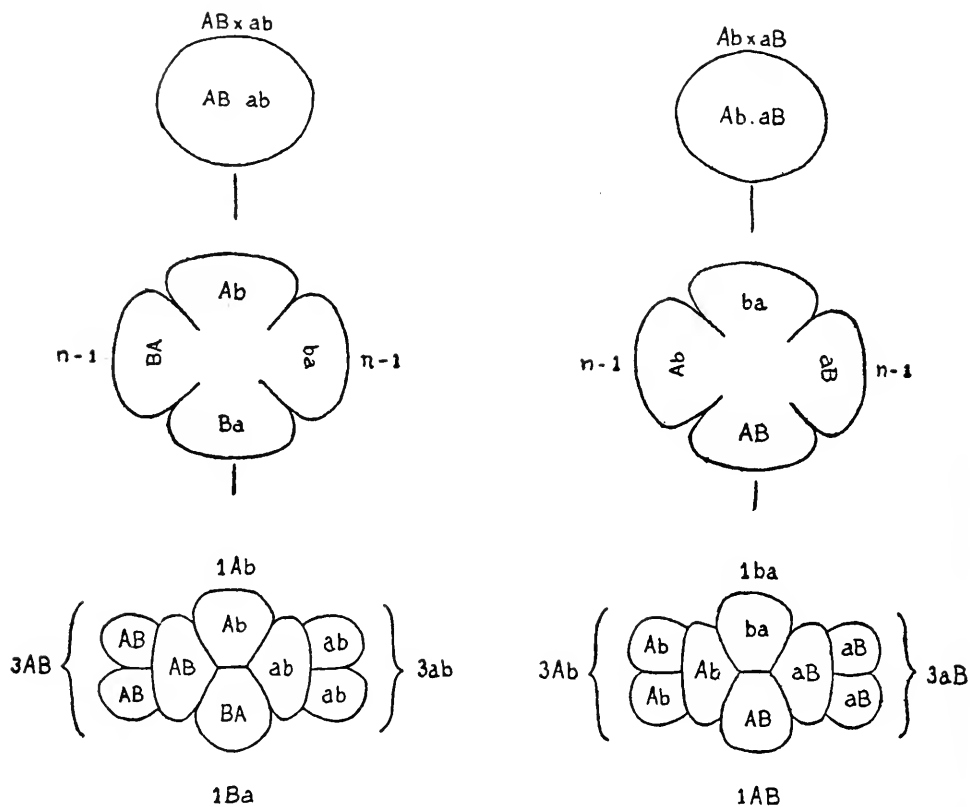 AB × ab
AB ab
Ab
n-1 BA ba n-1
Ba
1Ab
Ab
3AB AB AB ab ab 3ab
AB BA ab
1Ba
Ab × aB
Ab.aB
ba
n-1 Ab aB n-1
AB
1ba
ba
3Ab Ab Ab aB aB 3aB
Ab AB aB
1AB